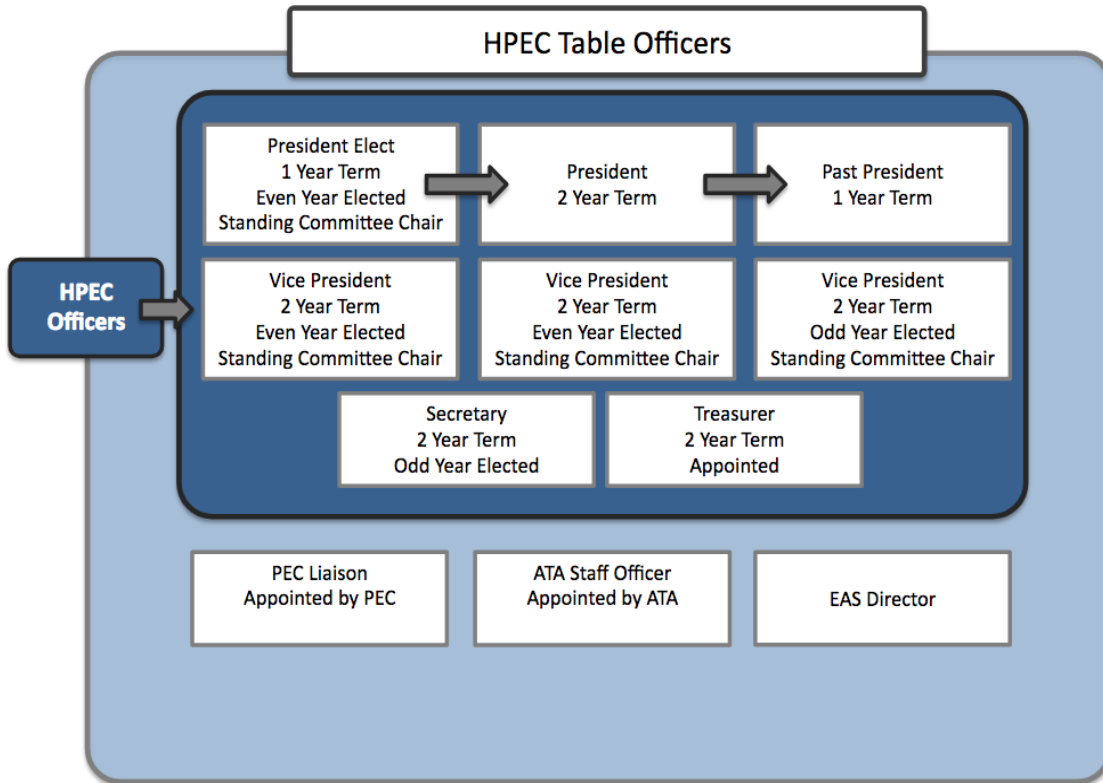 HPEC Table Officers
President Elect
1 Year Term
Even Year Elected
Standing Committee Chair
President
2 Year Term
Past President
1 Year Term
HPEC
Officers
Vice President
2 Year Term
Even Year Elected
Standing Committee Chair
Vice President
2 Year Term
Even Year Elected
Standing Committee Chair
Vice President
2 Year Term
Odd Year Elected
Standing Committee Chair
Secretary
2 Year Term
Odd Year Elected
Treasurer
2 Year Term
Appointed
PEC Liaison
Appointed by PEC
ATA Staff Officer
Appointed by ATA
EAS Director